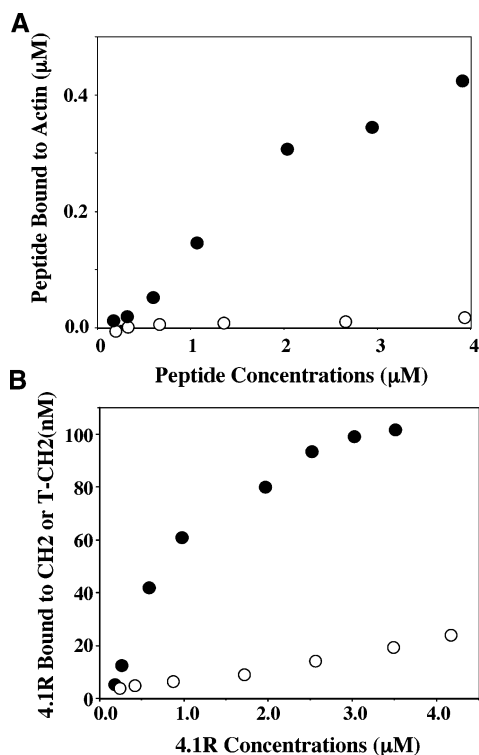 A
Peptide Bound to Actin (μM)
0.4
0.2
0.0
0 1 2 3 4
Peptide Concentrations (μM)
B
4.1R Bound to CH2 or T-CH2(nM)
100
80
60
40
20
0
0.0 1.0 2.0 3.0 4.0
4.1R Concentrations (μM)